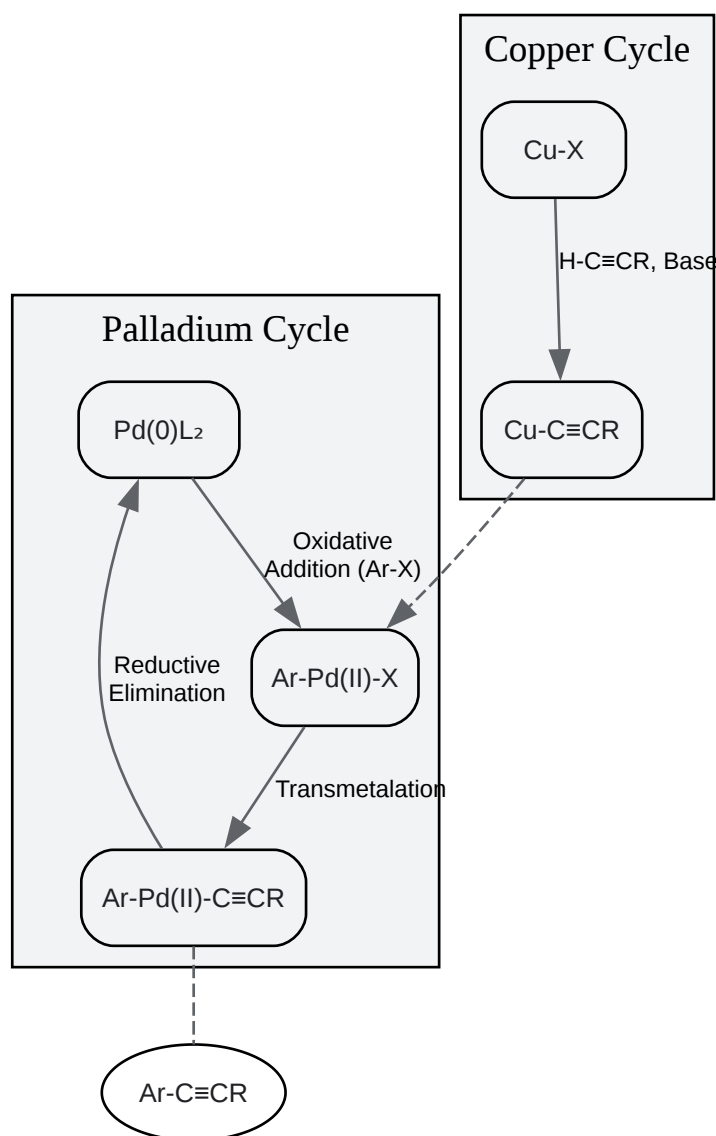 Copper Cycle
Cu-X
H-C≡CR, Base
Cu-C≡CR
Palladium Cycle
Pd(0)L₂
Oxidative
Addition (Ar-X)
Ar-Pd(II)-X
Reductive
Elimination
Transmetalation
Ar-Pd(II)-C≡CR
Ar-C≡CR